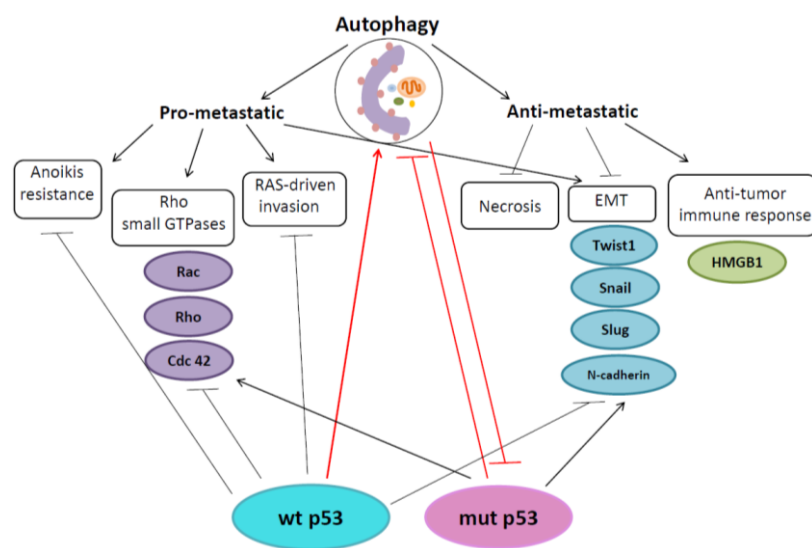 Autophagy
Pro-metastatic
Anti-metastatic
Anoikis
resistance
Rho
small GTPases
RAS-driven
invasion
Necrosis
EMT
Anti-tumor
immune response
Rac
Rho
Cdc 42
Twist1
Snail
Slug
N-cadherin
HMGB1
wt p53
mut p53